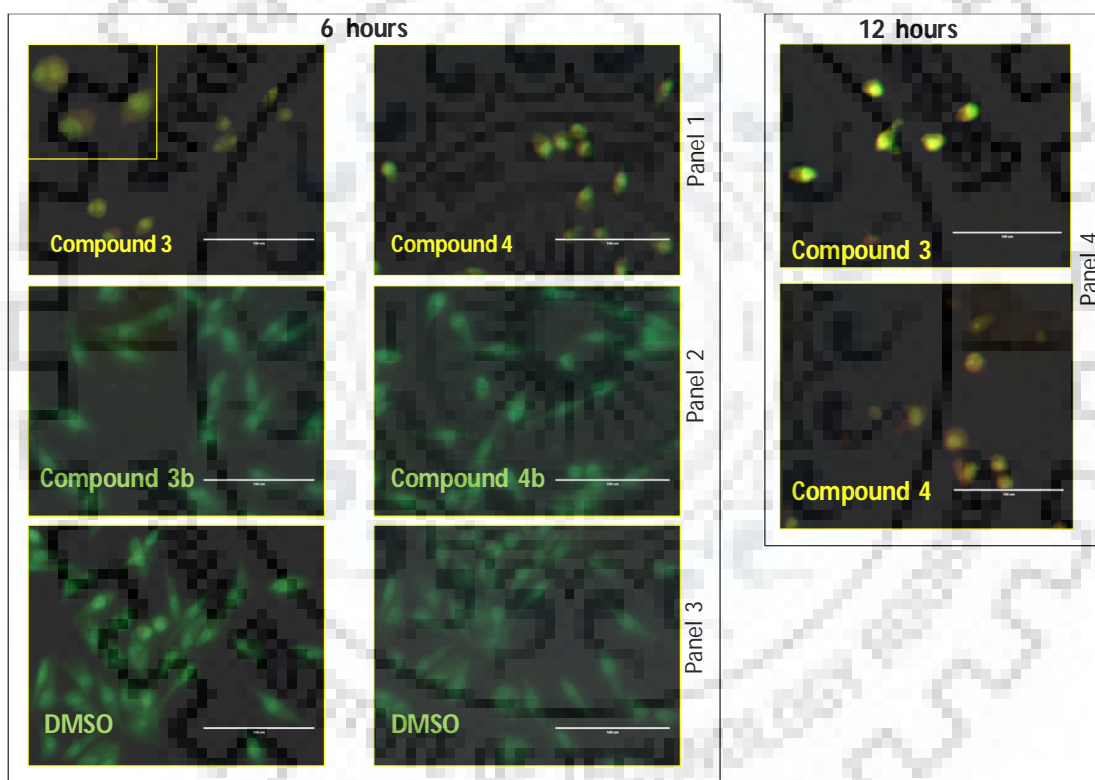 6 hours
12 hours
Compound 3
Compound 4
Panel 1
Compound 3
Compound 3b
Compound 4b
Panel 2
Compound 4
Panel 4
DMSO
DMSO
Panel 3